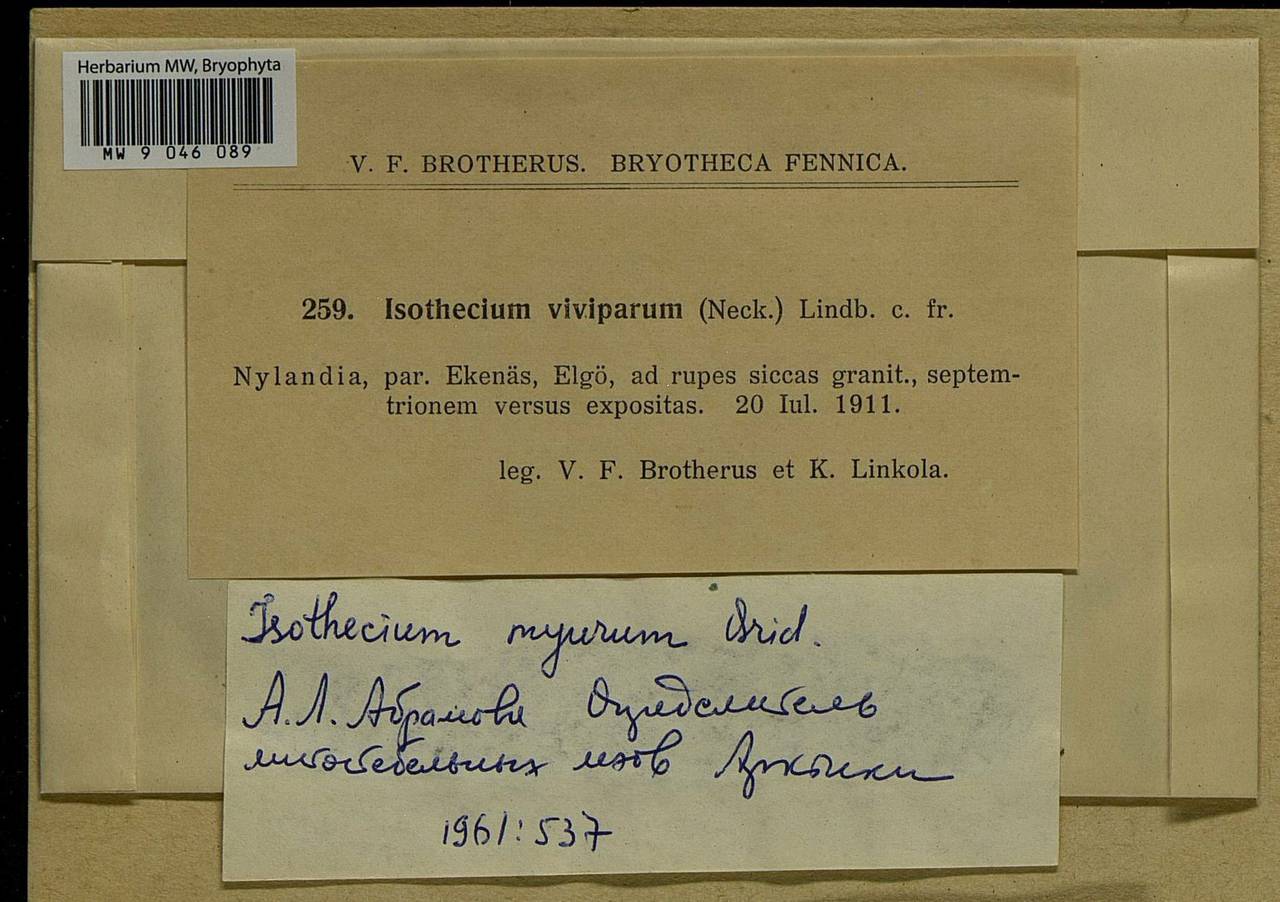 Herbarium MW, Bryophyta
MW 9 046 089
V. F. BROTHERUS. BRYOTHECA FENNICA.
259. Isothecium viviparum (Neck.) Lindb. c. fr.
Nylandia, par. Ekenäs, Elgö, ad rupes siccas granit., septem-
trionem versus expositas. 20 Iul. 1911.
leg. V. F. Brotherus et K. Linkola.
Isothecium myurum Brid.
А.Л. Абрамова Определитель
листостебельных мхов Арктики
1961: 537